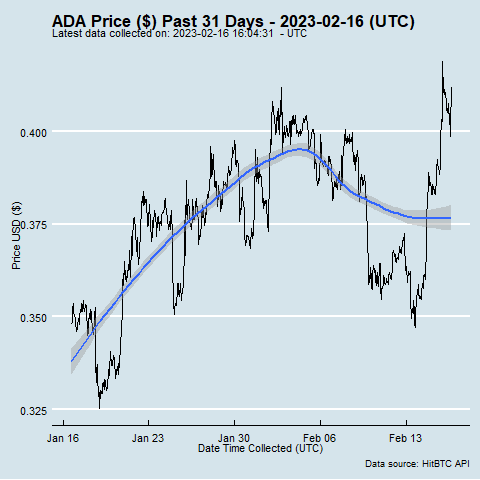 ADA Price ($) Past 31 Days - 2023-02-16 (UTC)
Latest data collected on: 2023-02-16 16:04:31  - UTC
0.400
0.375
0.350
0.325
Price USD ($)
Jan 16 Jan 23 Jan 30 Feb 06 Feb 13
Date Time Collected (UTC)
Data source: HitBTC API